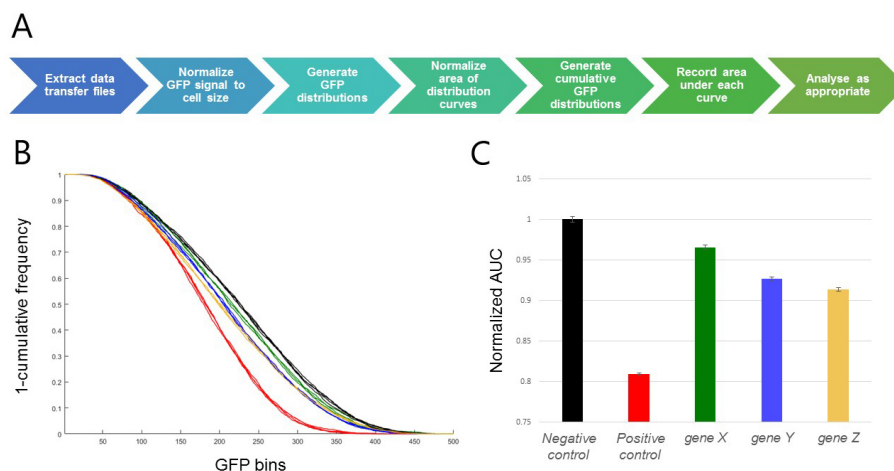 A
Extract data
transfer files
Normalize
GFP signal to
cell size
Generate
GFP
distributions
Normalize
area of
distribution
curves
Generate
cumulative
GFP
distributions
Record area
under each
curve
Analyse as
appropriate
B
1-cumulative frequency
1
0.9
0.8
0.7
0.6
0.5
0.4
0.3
0.2
0.1
0
50 100 150 200 250 300 350 400 450 500
GFP bins
C
Normalized AUC
1.05
1
0.95
0.9
0.85
0.8
0.75
Negative
control
Positive
control
gene X
gene Y
gene Z